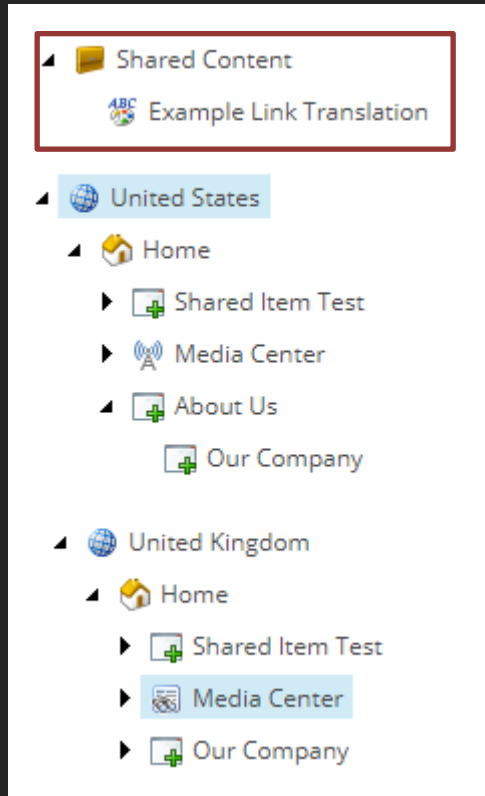 Shared Content
ABC
Example Link Translation
United States
Home
Shared Item Test
Media Center
About Us
Our Company
United Kingdom
Home
Shared Item Test
Media Center
Our Company